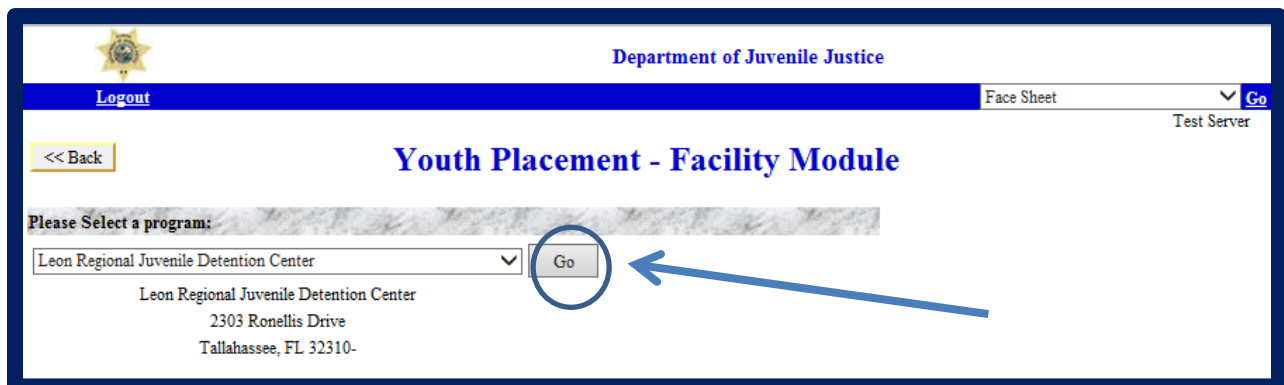 Department of Juvenile Justice
Logout
Face Sheet
Go
Test Server
<< Back
Youth Placement - Facility Module
Please Select a program:
Leon Regional Juvenile Detention Center
Go
Leon Regional Juvenile Detention Center
2303 Ronellis Drive
Tallahassee, FL 32310-